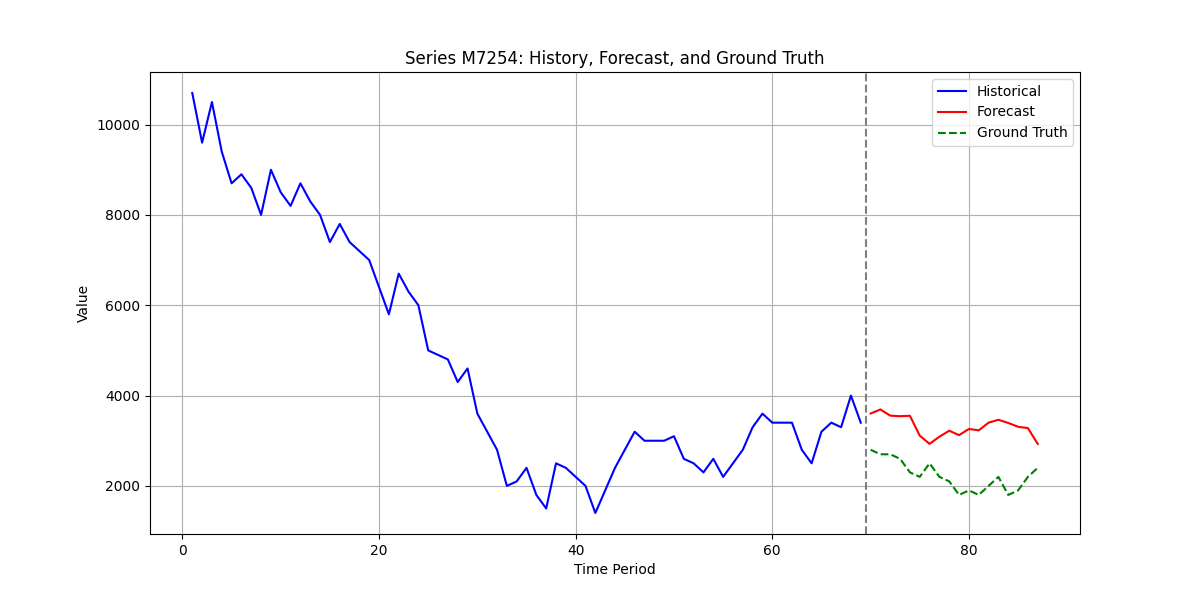 Series M7254: History, Forecast, and Ground Truth
Historical
Forecast
Ground Truth
10000
8000
6000
4000
2000
Value
0
20
40
60
80
Time Period